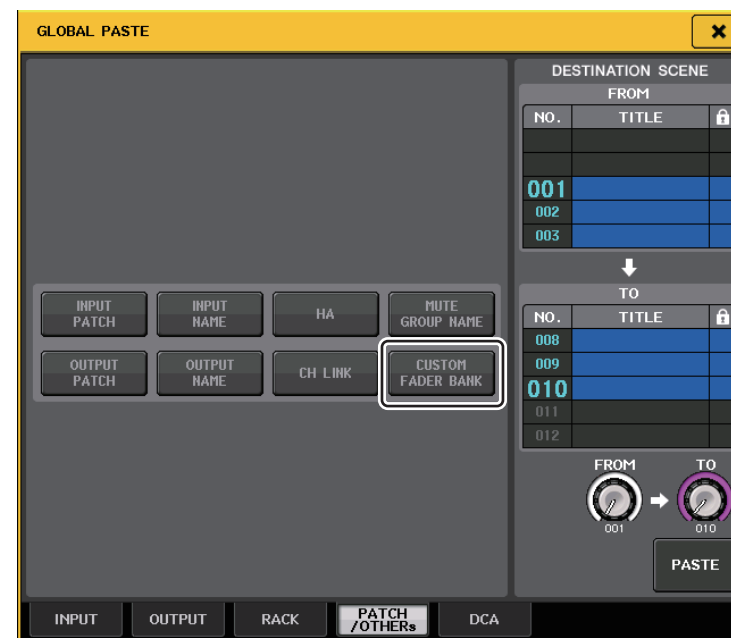 GLOBAL PASTE
DESTINATION SCENE
FROM
NO. TITLE
001
002
003
TO
NO. TITLE
008
009
010
011
012
INPUT PATCH
INPUT NAME
HA
MUTE GROUP NAME
OUTPUT PATCH
OUTPUT NAME
CH LINK
CUSTOM FADER BANK
FROM TO
001 010
PASTE
INPUT OUTPUT RACK PATCH /OTHERs DCA